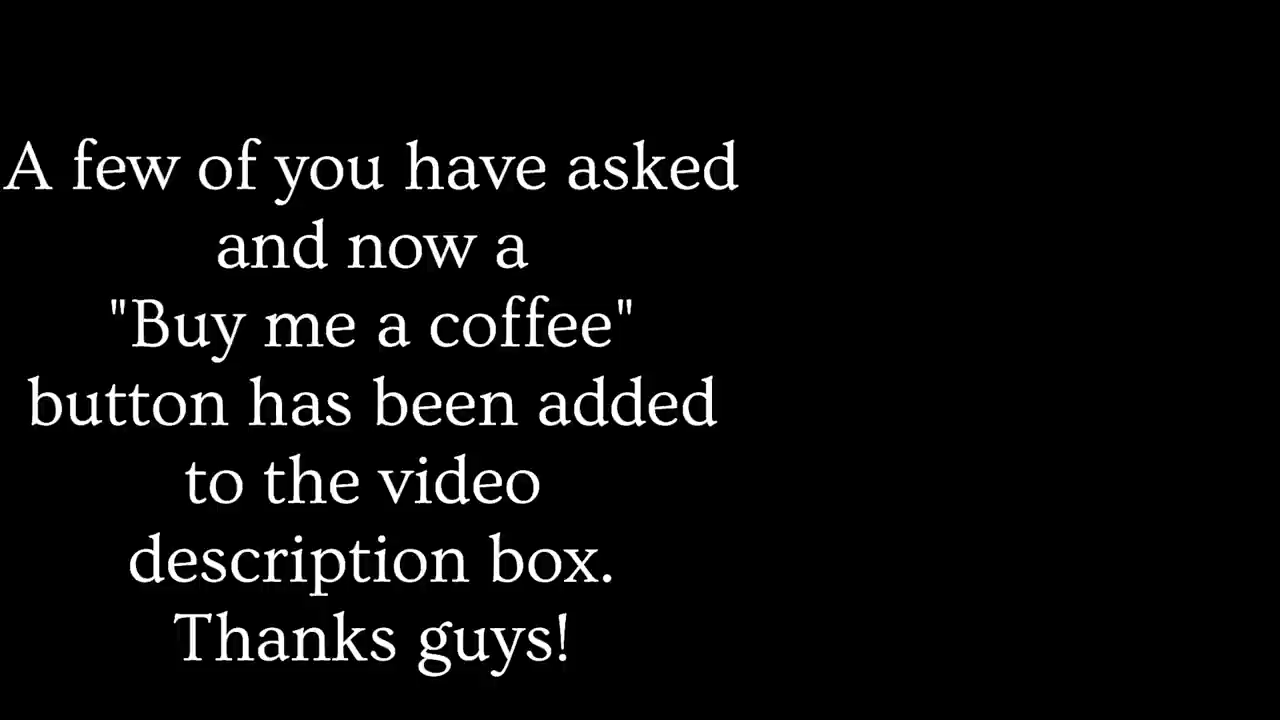 A few of you have asked
and now a
"Buy me a coffee"
button has been added
to the video
description box.
Thanks guys!